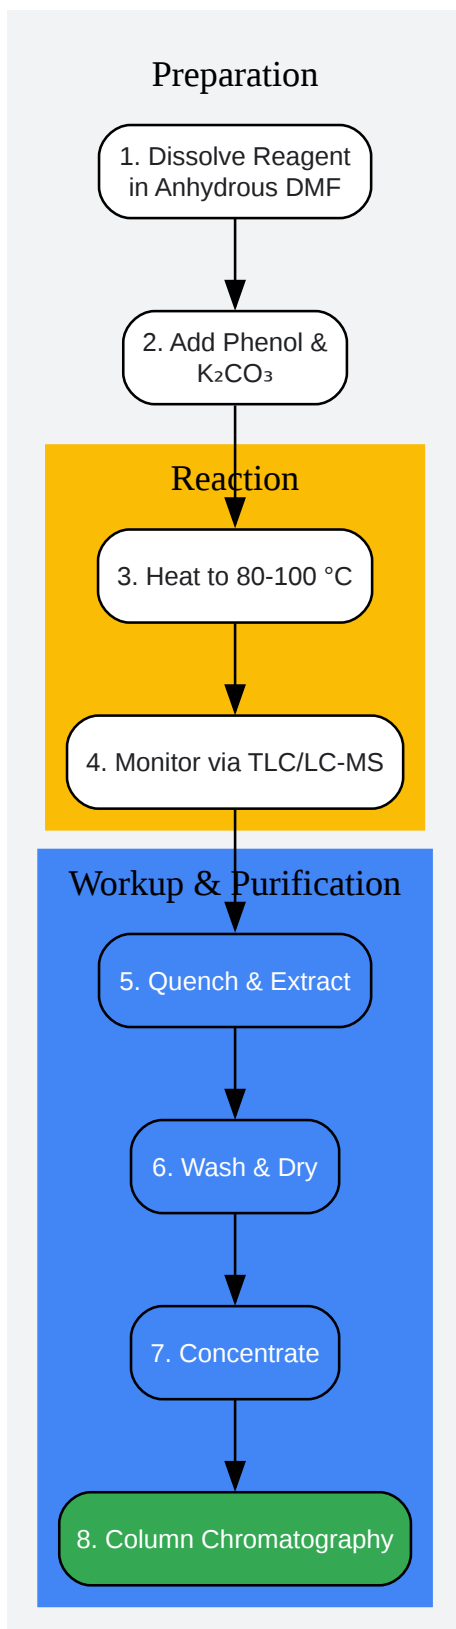 Preparation
1. Dissolve Reagent
in Anhydrous DMF
2. Add Phenol &
K₂CO₃
Reaction
3. Heat to 80-100 °C
4. Monitor via TLC/LC-MS
Workup & Purification
5. Quench & Extract
6. Wash & Dry
7. Concentrate
8. Column Chromatography